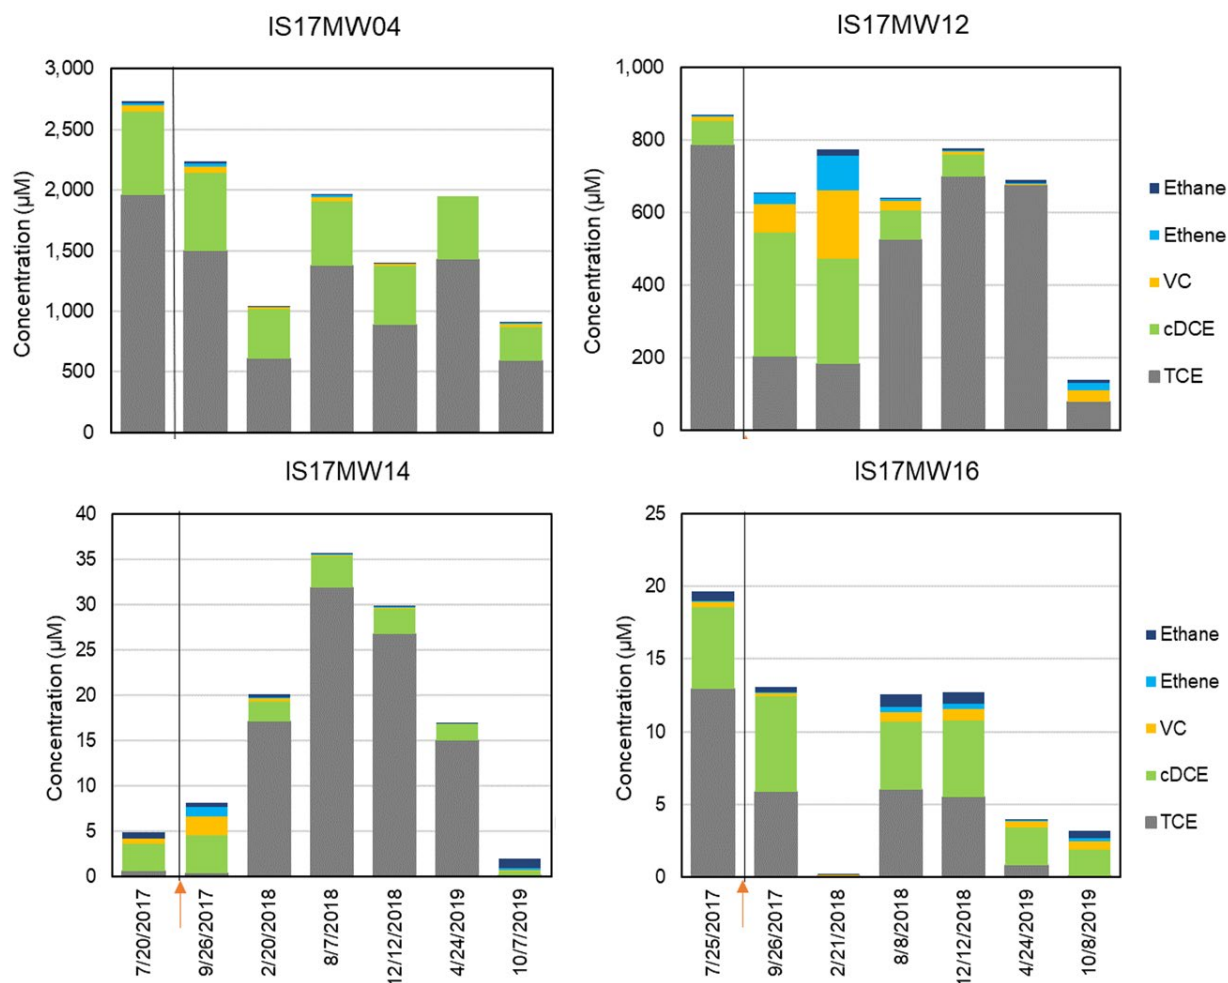 IS17MW04
Concentration (µM)
3,000
2,500
2,000
1,500
1,000
500
0
IS17MW12
Concentration (µM)
1,000
800
600
400
200
0
Ethane
Ethene
VC
cDCE
TCE
IS17MW14
Concentration (µM)
40
35
30
25
20
15
10
5
0
7/20/2017
9/26/2017
2/20/2018
8/7/2018
12/12/2018
4/24/2019
10/7/2019
IS17MW16
Concentration (µM)
25
20
15
10
5
0
7/25/2017
9/26/2017
2/21/2018
8/8/2018
12/12/2018
4/24/2019
10/8/2019
Ethane
Ethene
VC
cDCE
TCE